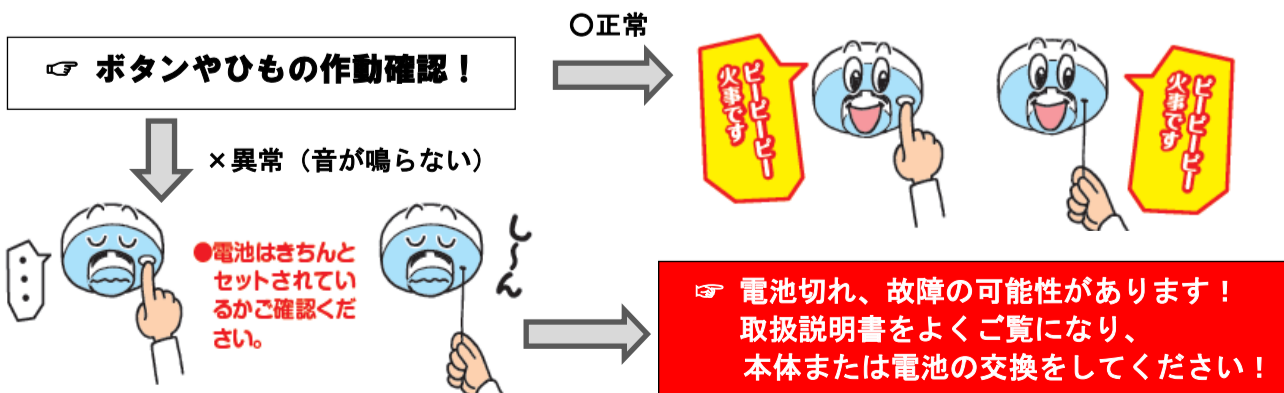 ☞ ボタンやひもの作動確認！
○正常
ピーピーピー
火事です
ピーピーピー
火事です
×異常（音が鳴らない）
・・・
●電池はきちんと
セットされてい
るかご確認くだ
さい。
し～ん
☞ 電池切れ、故障の可能性があります！
取扱説明書をよくご覧になり、
本体または電池の交換をしてください！